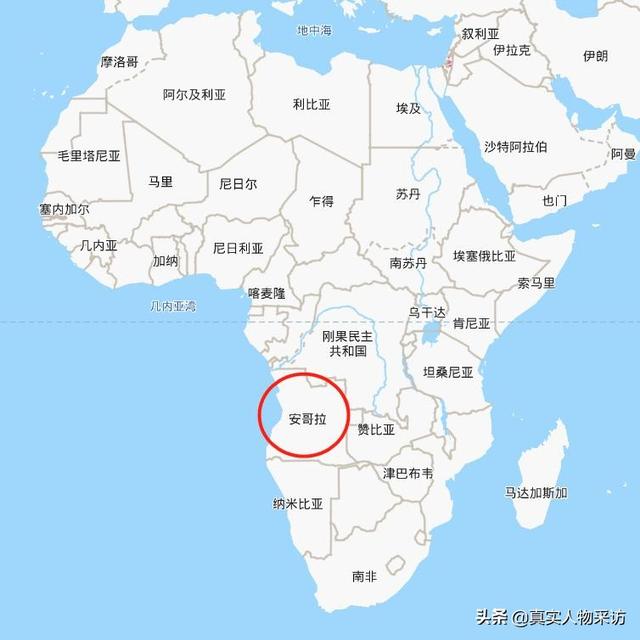 地中海
叙利亚
伊拉克
伊朗
摩洛哥
阿尔及利亚
利比亚
埃及
沙特阿拉伯
阿曼
毛里塔尼亚
马里
尼日尔
乍得
苏丹
也门
塞内加尔
几内亚
加纳
尼日利亚
南苏丹
埃塞俄比亚
索马里
喀麦隆
几内亚湾
乌干达
肯尼亚
刚果民主
共和国
坦桑尼亚
安哥拉
赞比亚
津巴布韦
马达加斯加
纳米比亚
南非
头条 @真实人物采访